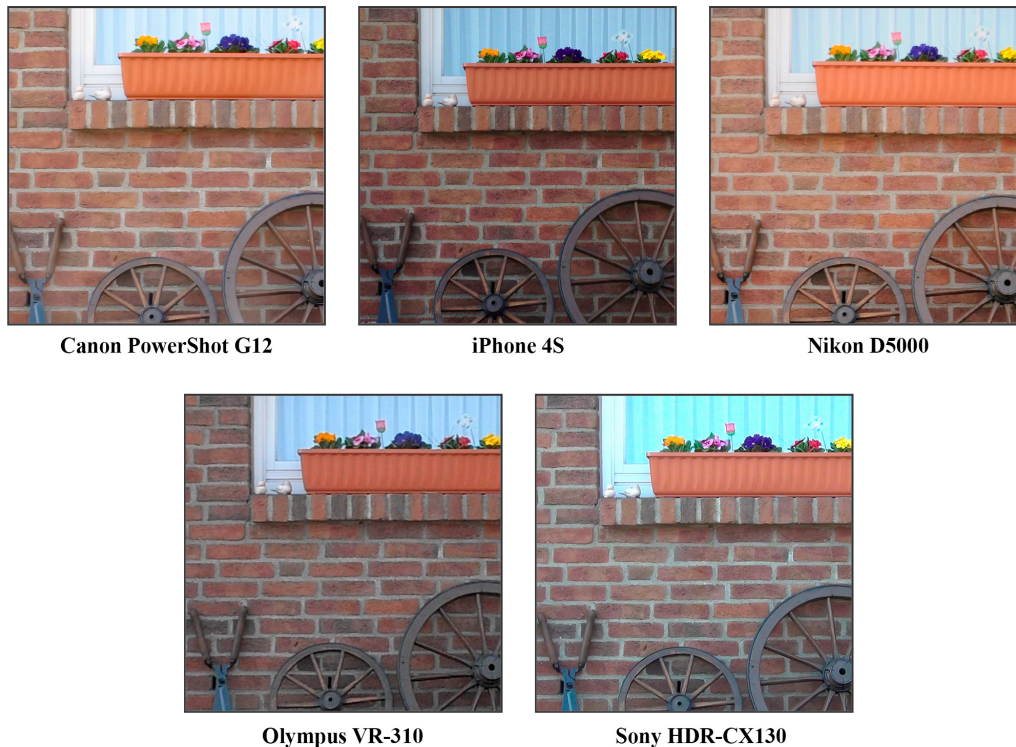 Canon PowerShot G12
iPhone 4S
Nikon D5000
Olympus VR-310
Sony HDR-CX130